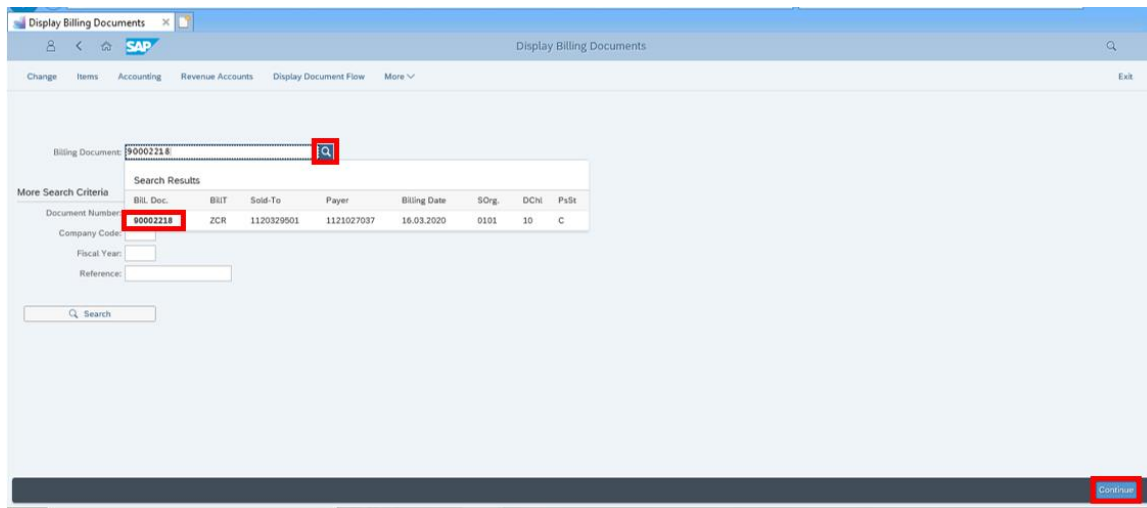 Display Billing Documents
SAP
Display Billing Documents
Change Items Accounting Revenue Accounts Display Document Flow More Exit
Billing Document: 90002218
Search Results
More Search Criteria
Bill. Doc. BillT Sold-To Payer Billing Date SOrg. DChl PsSt
Document Number:
90002218 ZCR 1120329501 1121027037 16.03.2020 0101 10 C
Company Code:
Fiscal Year:
Reference:
Search
Continue